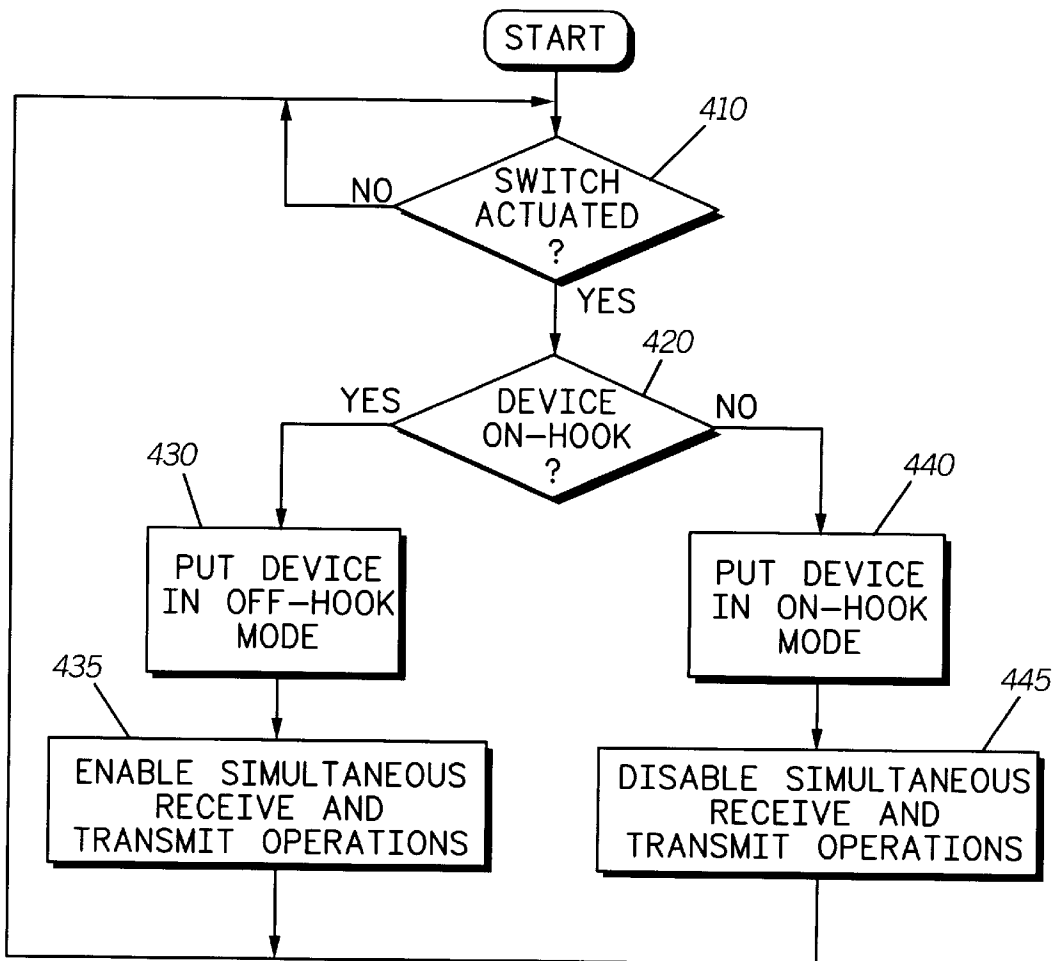 START
410
SWITCH
ACTUATED
?
NO
YES
420
DEVICE
ON-HOOK
?
YES
NO
430
PUT DEVICE
IN OFF-HOOK
MODE
440
PUT DEVICE
IN ON-HOOK
MODE
435
ENABLE SIMULTANEOUS
RECEIVE AND
TRANSMIT OPERATIONS
445
DISABLE SIMULTANEOUS
RECEIVE AND
TRANSMIT OPERATIONS